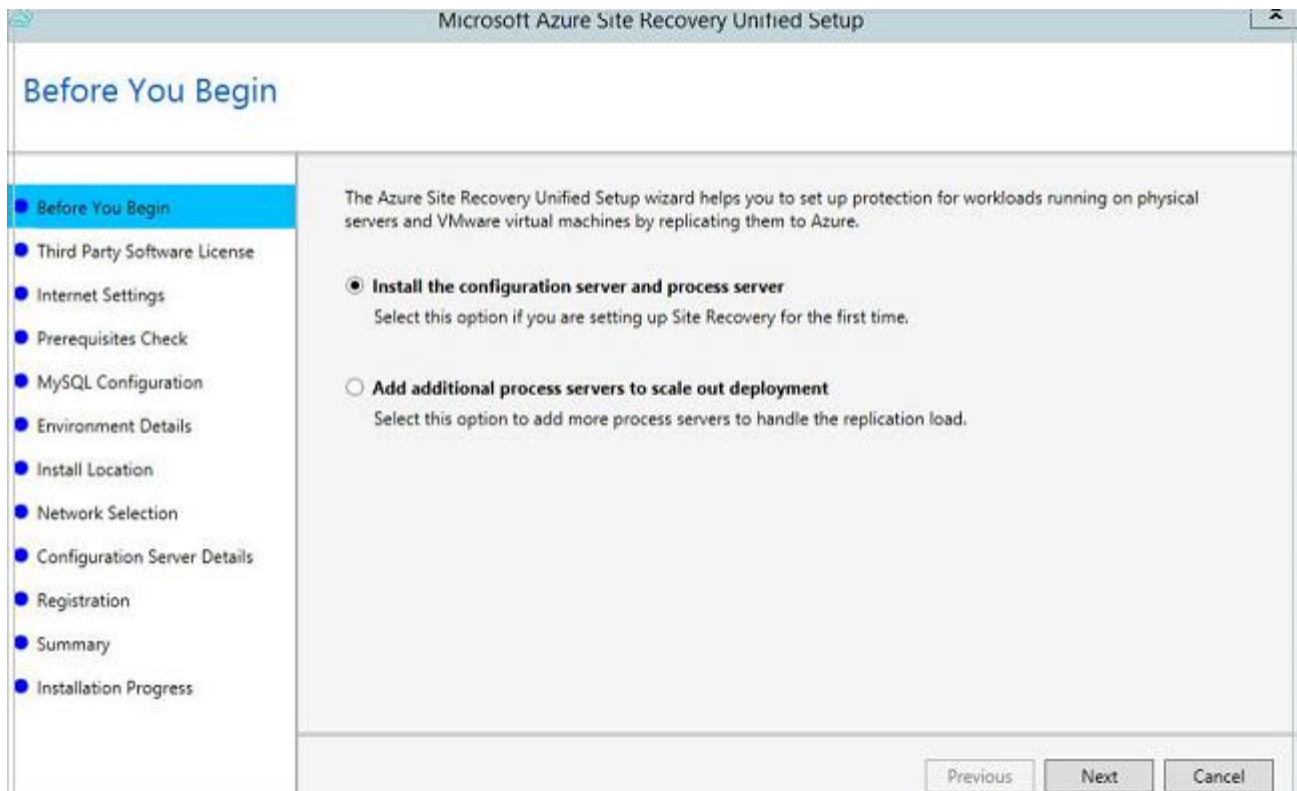 Microsoft Azure Site Recovery Unified Setup
x
Before You Begin
Before You Begin
Third Party Software License
Internet Settings
Prerequisites Check
MySQL Configuration
Environment Details
Install Location
Network Selection
Configuration Server Details
Registration
Summary
Installation Progress
The Azure Site Recovery Unified Setup wizard helps you to set up protection for workloads running on physical
servers and VMware virtual machines by replicating them to Azure.
Install the configuration server and process server
Select this option if you are setting up Site Recovery for the first time.
Add additional process servers to scale out deployment
Select this option to add more process servers to handle the replication load.
Previous Next Cancel